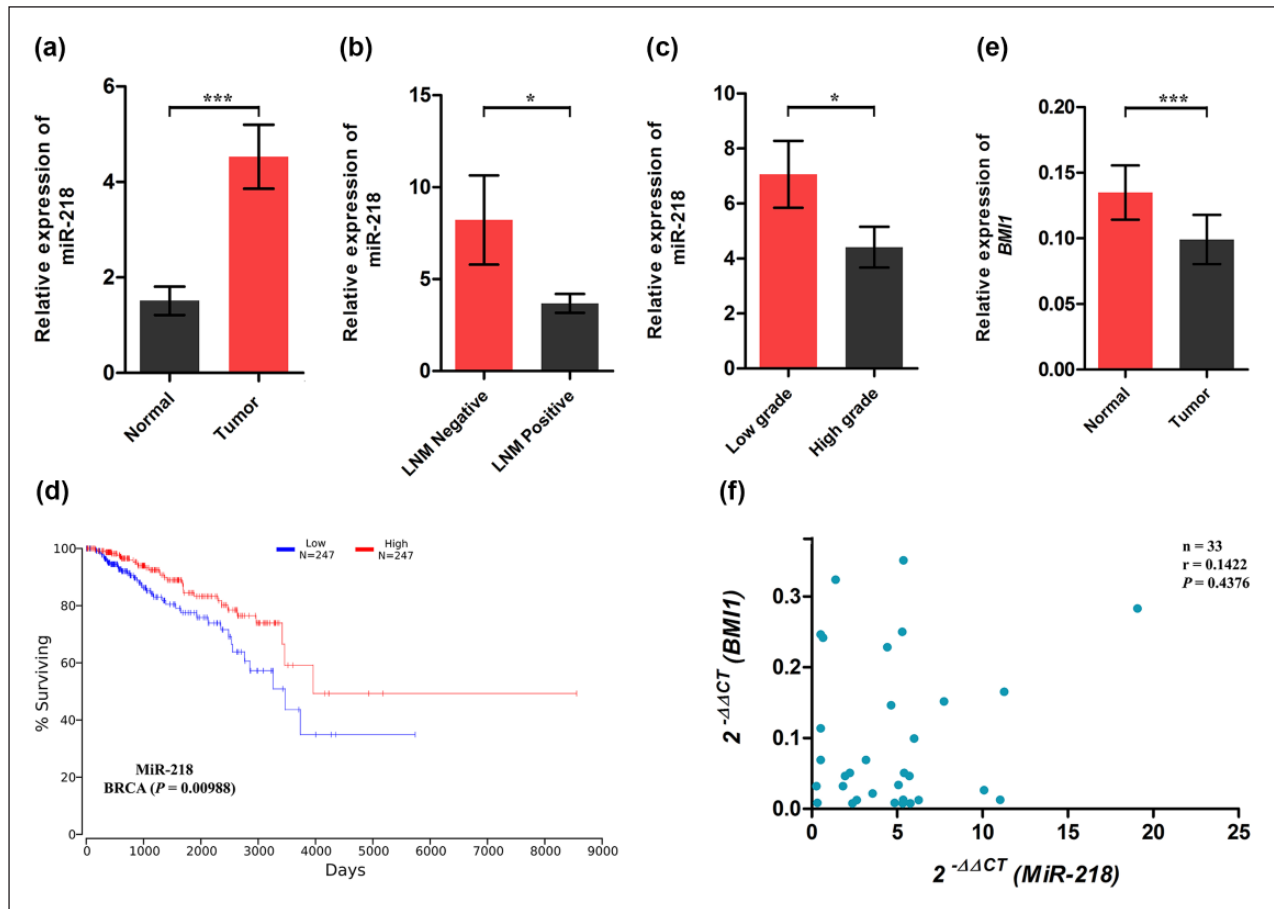 (a)
Relative expression of
miR-218
6
4
2
0
***
Normal
Tumor
(b)
Relative expression of
miR-218
15
10
5
0
*
LNM Negative
LNM Positive
(c)
Relative expression of
miR-218
10
8
6
4
2
0
*
Low grade
High grade
(e)
Relative expression of
BMI1
0.20
0.15
0.10
0.05
0.00
***
Normal
Tumor
(d)
% Surviving
100
80
60
40
20
0
Low
N=247
High
N=247
MiR-218
BRCA (P = 0.00988)
0 1000 2000 3000 4000 5000 6000 7000 8000 9000
Days
(f)
2 -ΔΔCT (BMI1)
0.3
0.2
0.1
0.0
n = 33
r = 0.1422
P = 0.4376
0 5 10 15 20 25
2 -ΔΔCT (MiR-218)